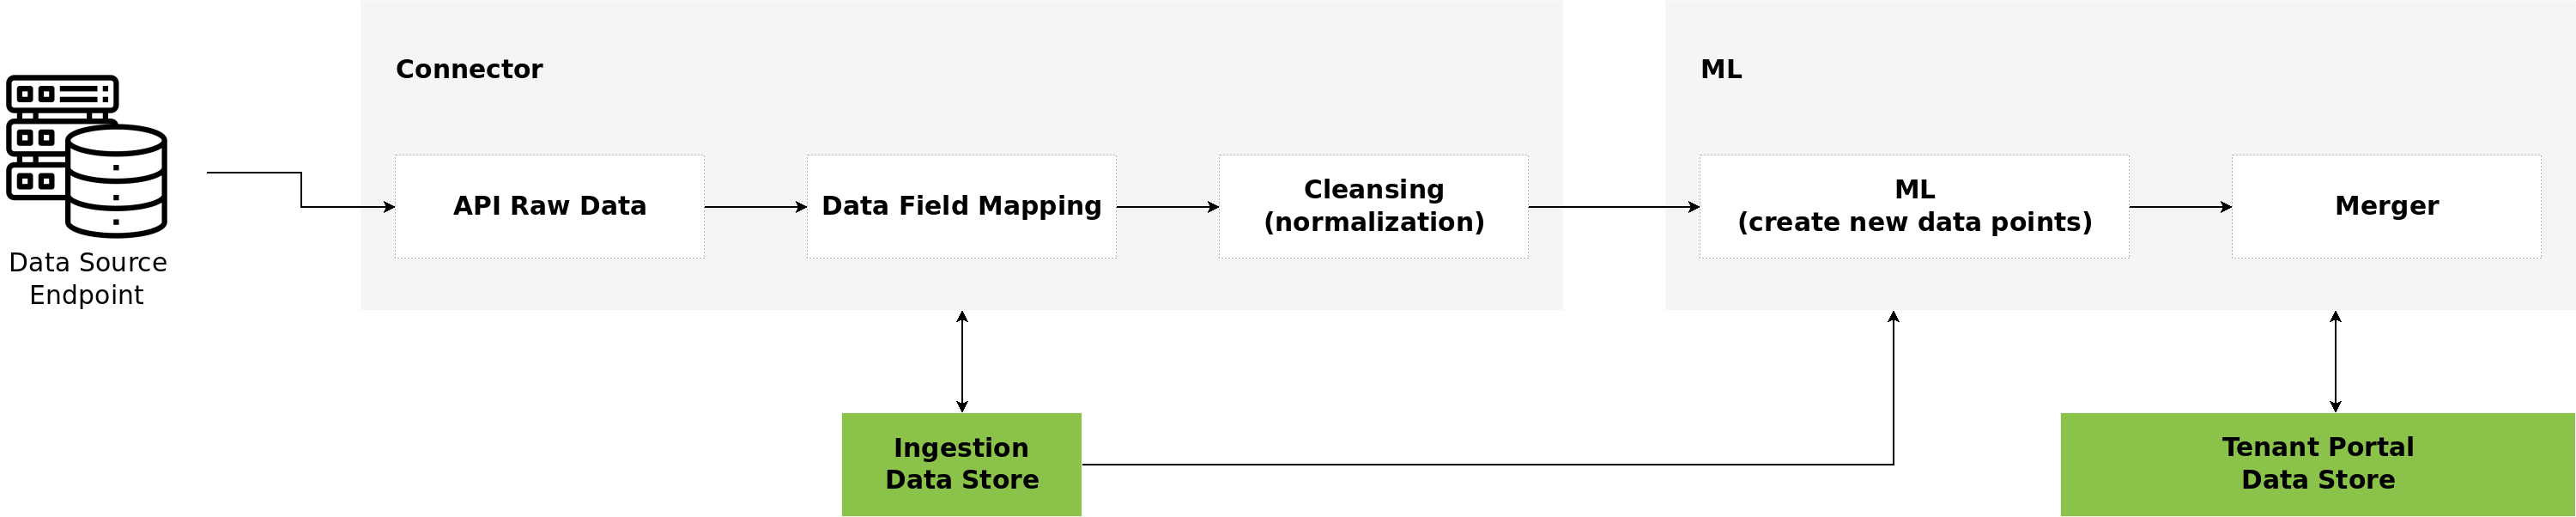 Connector
ML
Data Source
Endpoint
API Raw Data
Data Field Mapping
Cleansing
(normalization)
ML
(create new data points)
Merger
Ingestion
Data Store
Tenant Portal
Data Store